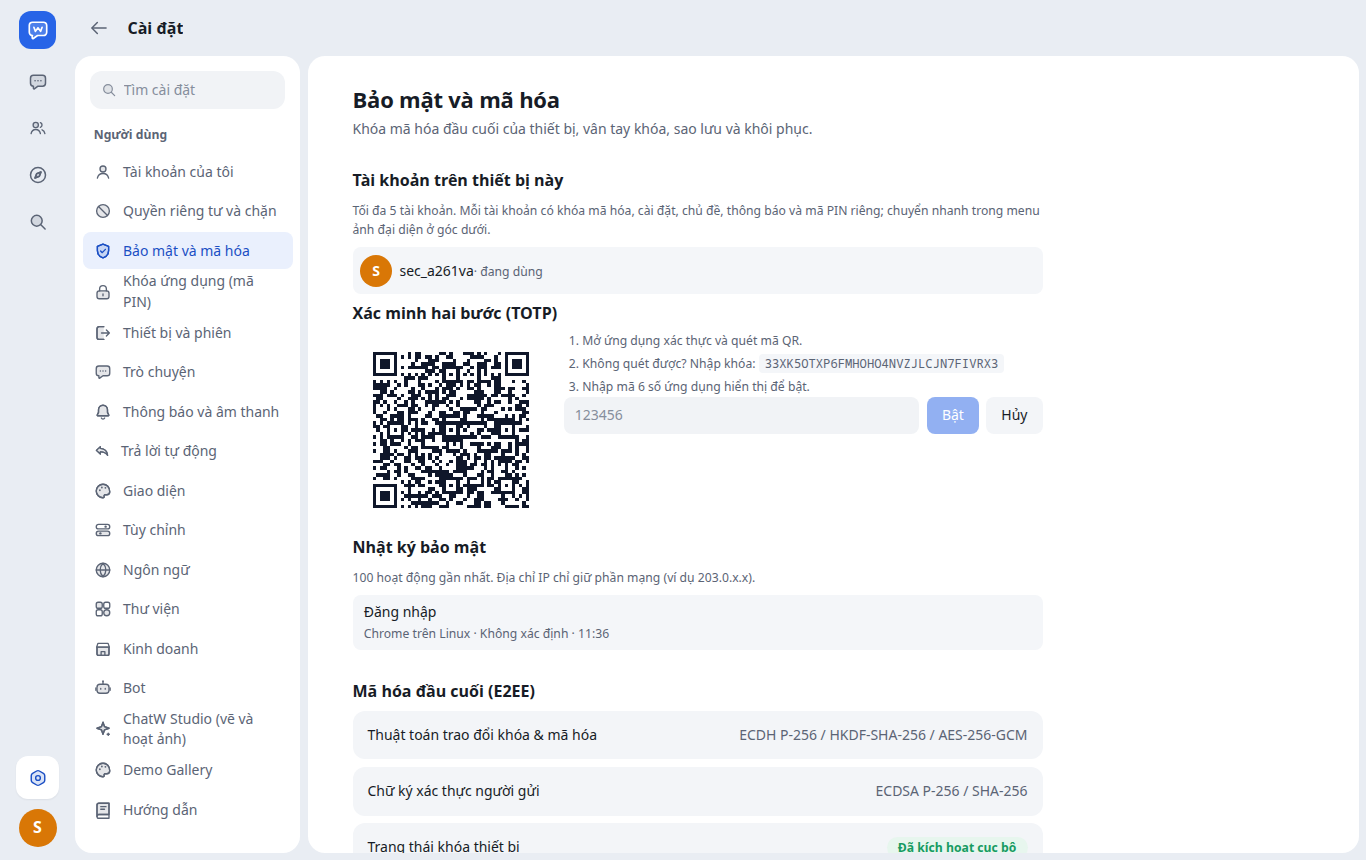 Cài đặt
Tìm cài đặt
Người dùng
Tài khoản của tôi
Quyền riêng tư và chặn
Bảo mật và mã hóa
Khóa ứng dụng (mã
PIN)
Thiết bị và phiên
Trò chuyện
Thông báo và âm thanh
Trả lời tự động
Giao diện
Tùy chỉnh
Ngôn ngữ
Thư viện
Kinh doanh
Bot
ChatW Studio (vẽ và
hoạt ảnh)
Demo Gallery
Hướng dẫn
S
Bảo mật và mã hóa
Khóa mã hóa đầu cuối của thiết bị, vân tay khóa, sao lưu và khôi phục.
Tài khoản trên thiết bị này
Tối đa 5 tài khoản. Mỗi tài khoản có khóa mã hóa, cài đặt, chủ đề, thông báo và mã PIN riêng; chuyển nhanh trong menu
ảnh đại diện ở góc dưới.
S sec_a261va · đang dùng
Xác minh hai bước (TOTP)
1. Mở ứng dụng xác thực và quét mã QR.
2. Không quét được? Nhập khóa: 33XK5OTXP6FMHOHO4NVZJLCJN7FIVRX3
3. Nhập mã 6 số ứng dụng hiển thị để bật.
123456 Bật Hủy
Nhật ký bảo mật
100 hoạt động gần nhất. Địa chỉ IP chỉ giữ phần mạng (ví dụ 203.0.x.x).
Đăng nhập
Chrome trên Linux · Không xác định · 11:36
Mã hóa đầu cuối (E2EE)
Thuật toán trao đổi khóa & mã hóa ECDH P-256 / HKDF-SHA-256 / AES-256-GCM
Chữ ký xác thực người gửi ECDSA P-256 / SHA-256
Trạng thái khóa thiết bị Đã kích hoạt cục bộ